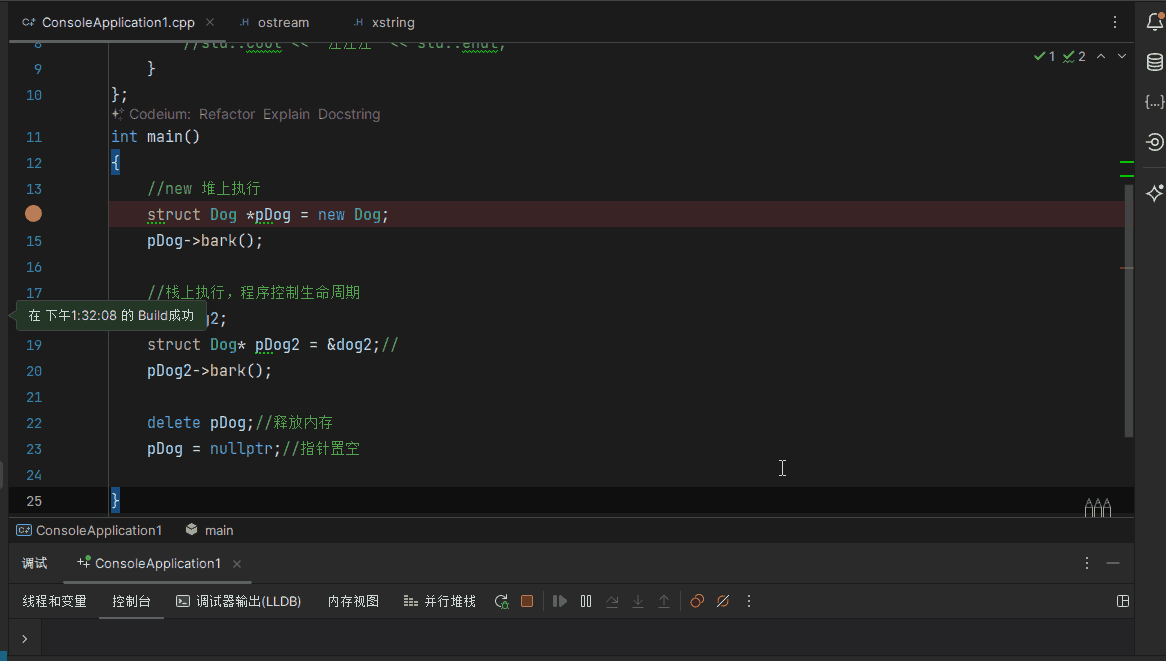 ConsoleApplication1.cpp × .H ostream .H xstring
8 //std::cout << "汪汪汪" << std::endl;
9 }
10 };
Codeium: Refactor Explain Docstring
11 int main()
12 {
13 //new 堆上执行
struct Dog *pDog = new Dog;
15 pDog->bark();
16
17 //栈上执行，程序控制生命周期
在 下午1:32:08 的 Build成功
g2;
19 struct Dog* pDog2 = &dog2;//
20 pDog2->bark();
21
22 delete pDog;//释放内存
23 pDog = nullptr;//指针置空
24
25 }
1 2
ConsoleApplication1 main
调试 ConsoleApplication1 ×
线程和变量 控制台 调试器输出(LLDB) 内存视图 并行堆栈